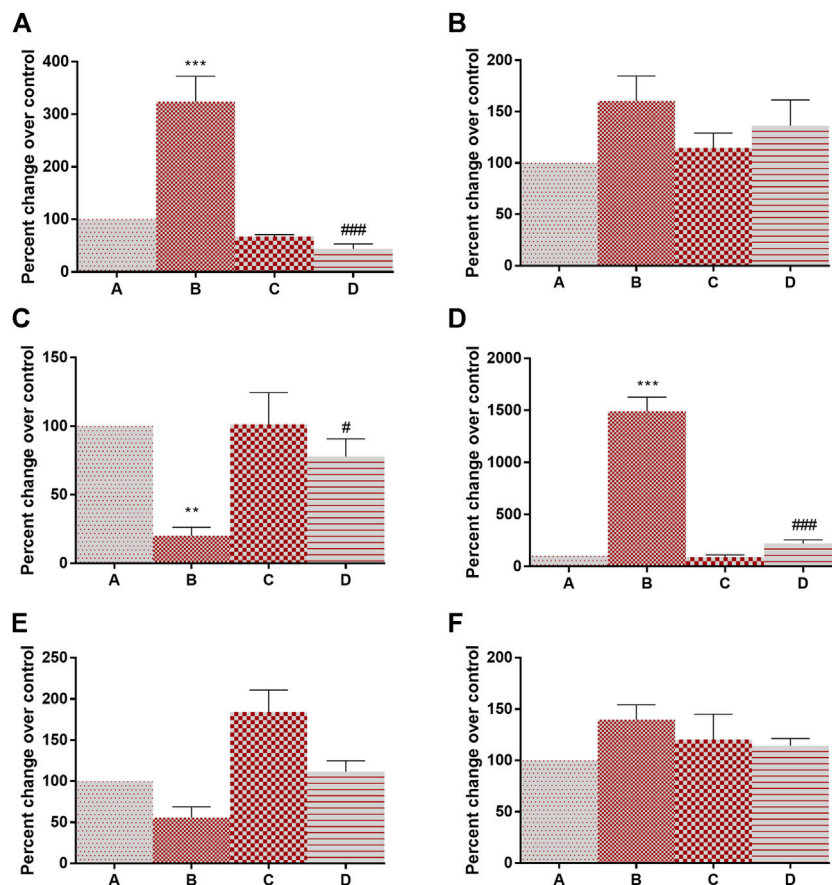 A
Percent change over control
400
300
200
100
0
***
###
A B C D
B
Percent change over control
200
150
100
50
0
A B C D
C
Percent change over control
150
100
50
0
**
#
A B C D
D
Percent change over control
2000
1500
1000
500
0
***
###
A B C D
E
Percent change over control
250
200
150
100
50
0
A B C D
F
Percent change over control
200
150
100
50
0
A B C D